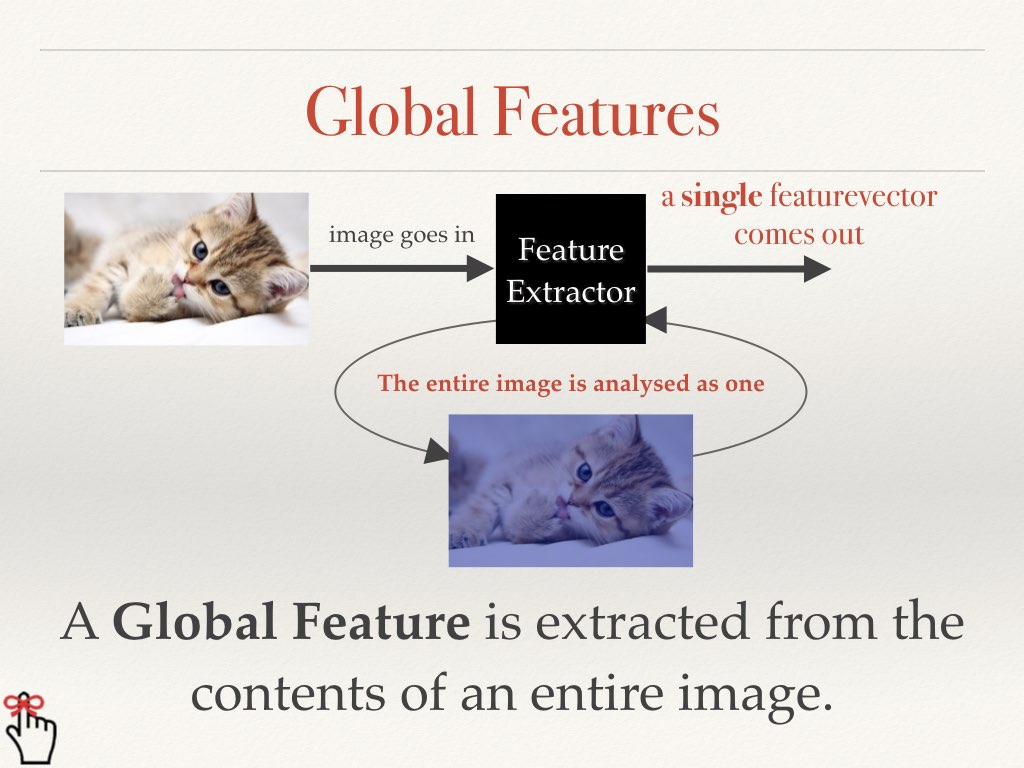 Global Features
a single featurevector
comes out
image goes in
Feature
Extractor
The entire image is analysed as one
A Global Feature is extracted from the
contents of an entire image.